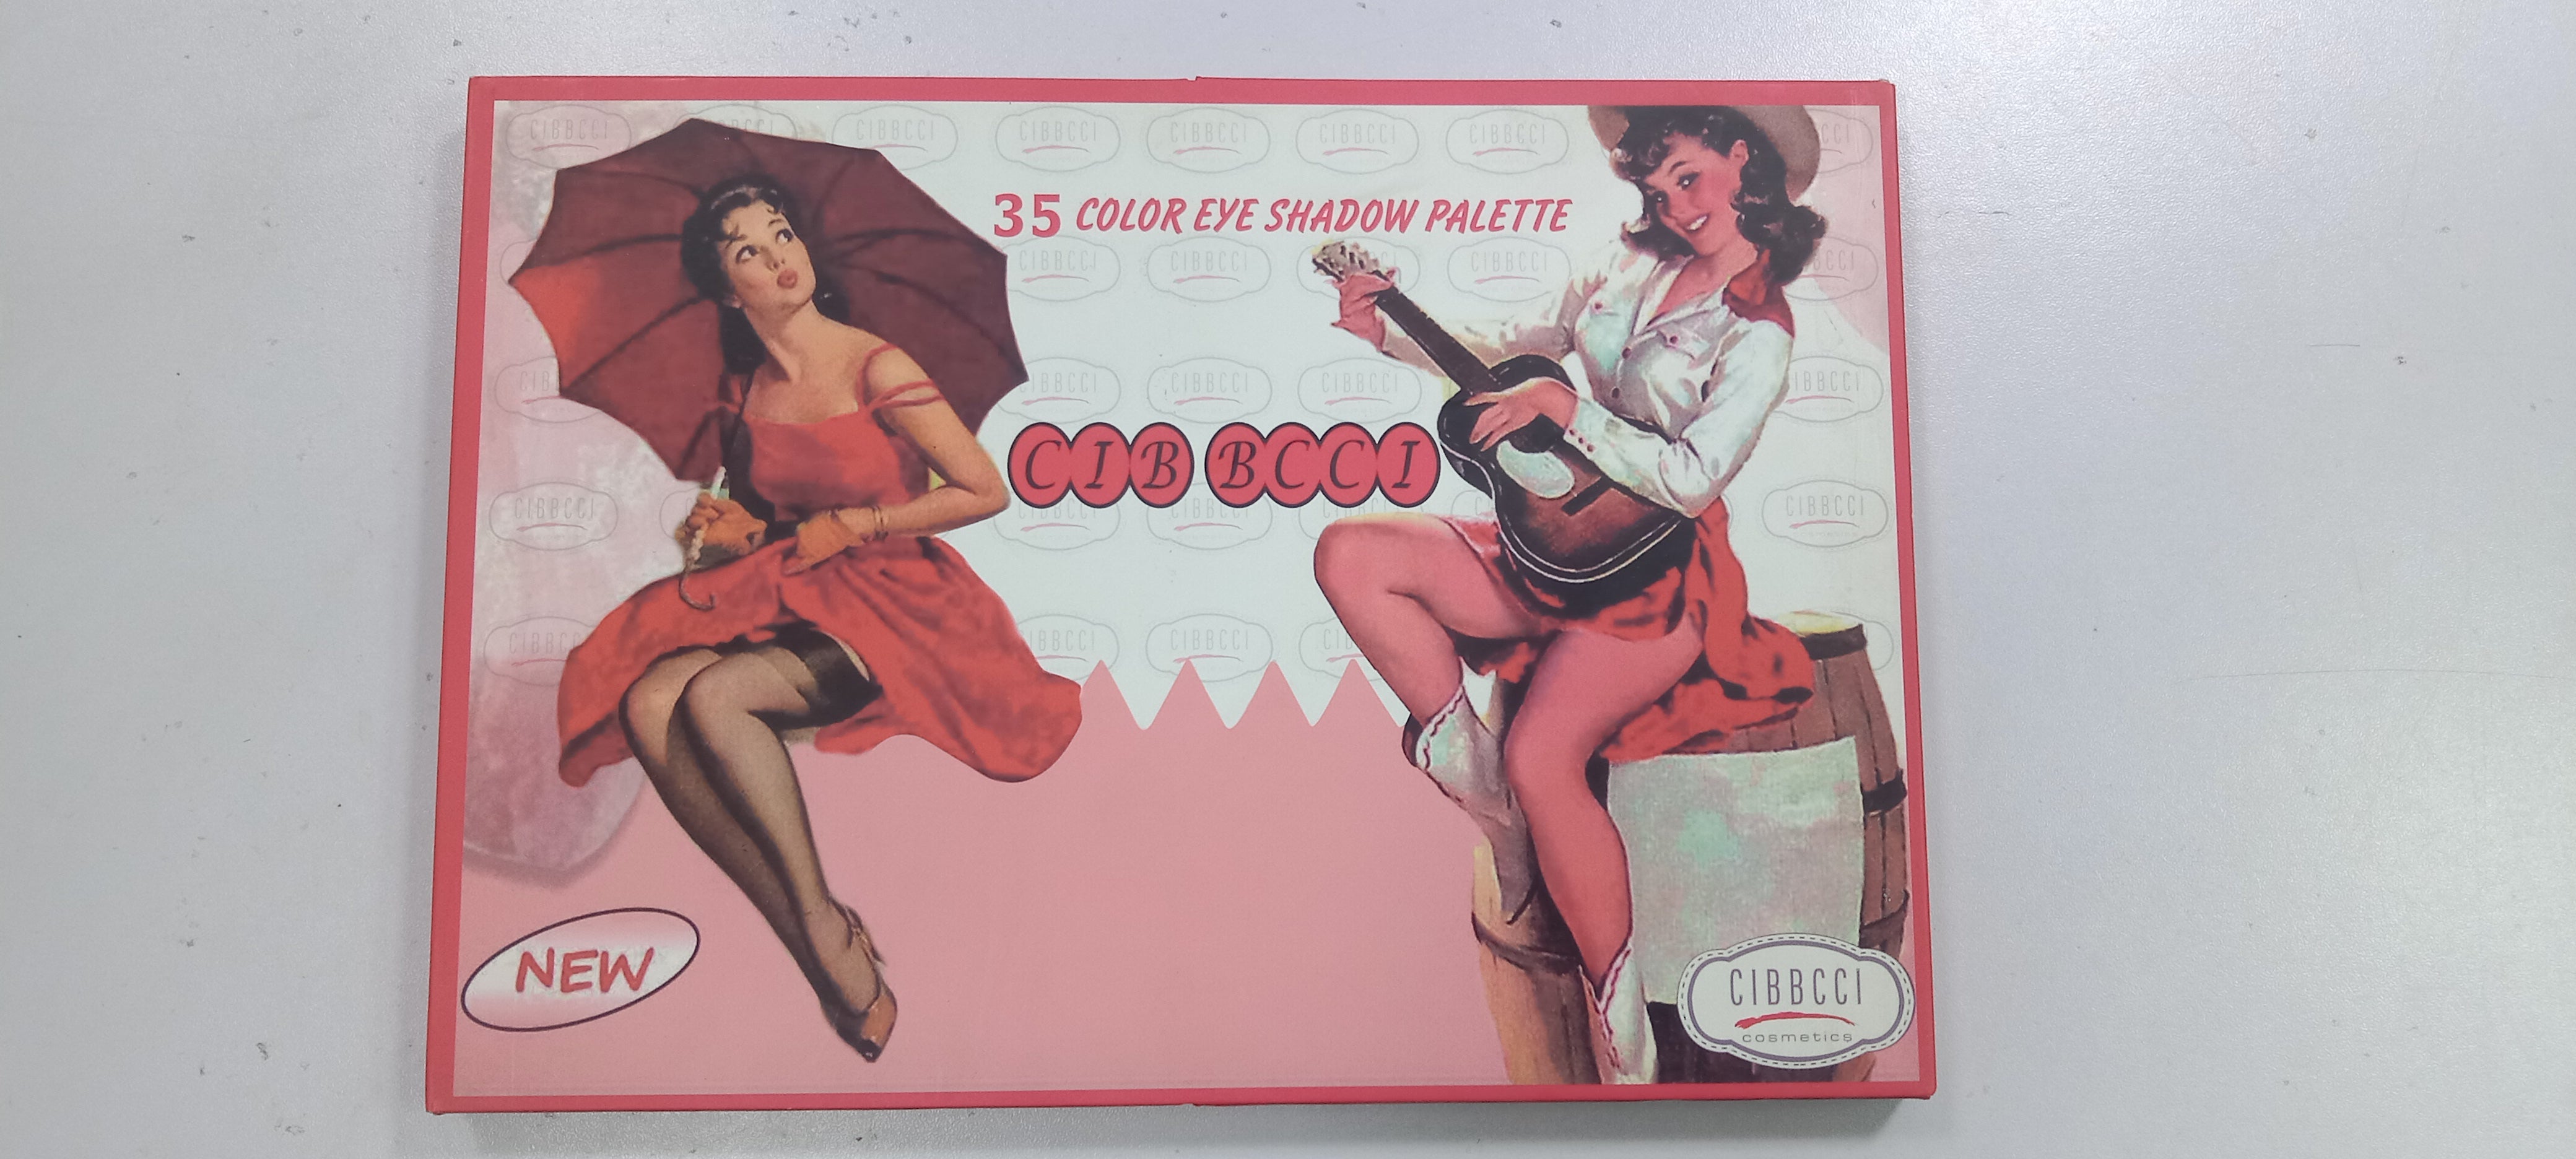 35 COLOR EYE SHADOW PALETTE
CIB BCCI
NEW
CIBBCCI
cosmetics